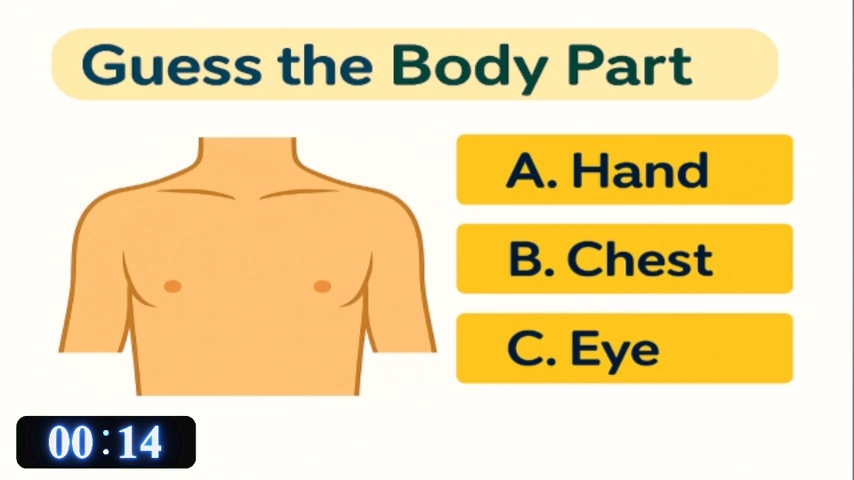 Guess the Body Part
A. Hand
B. Chest
C. Eye
00:14